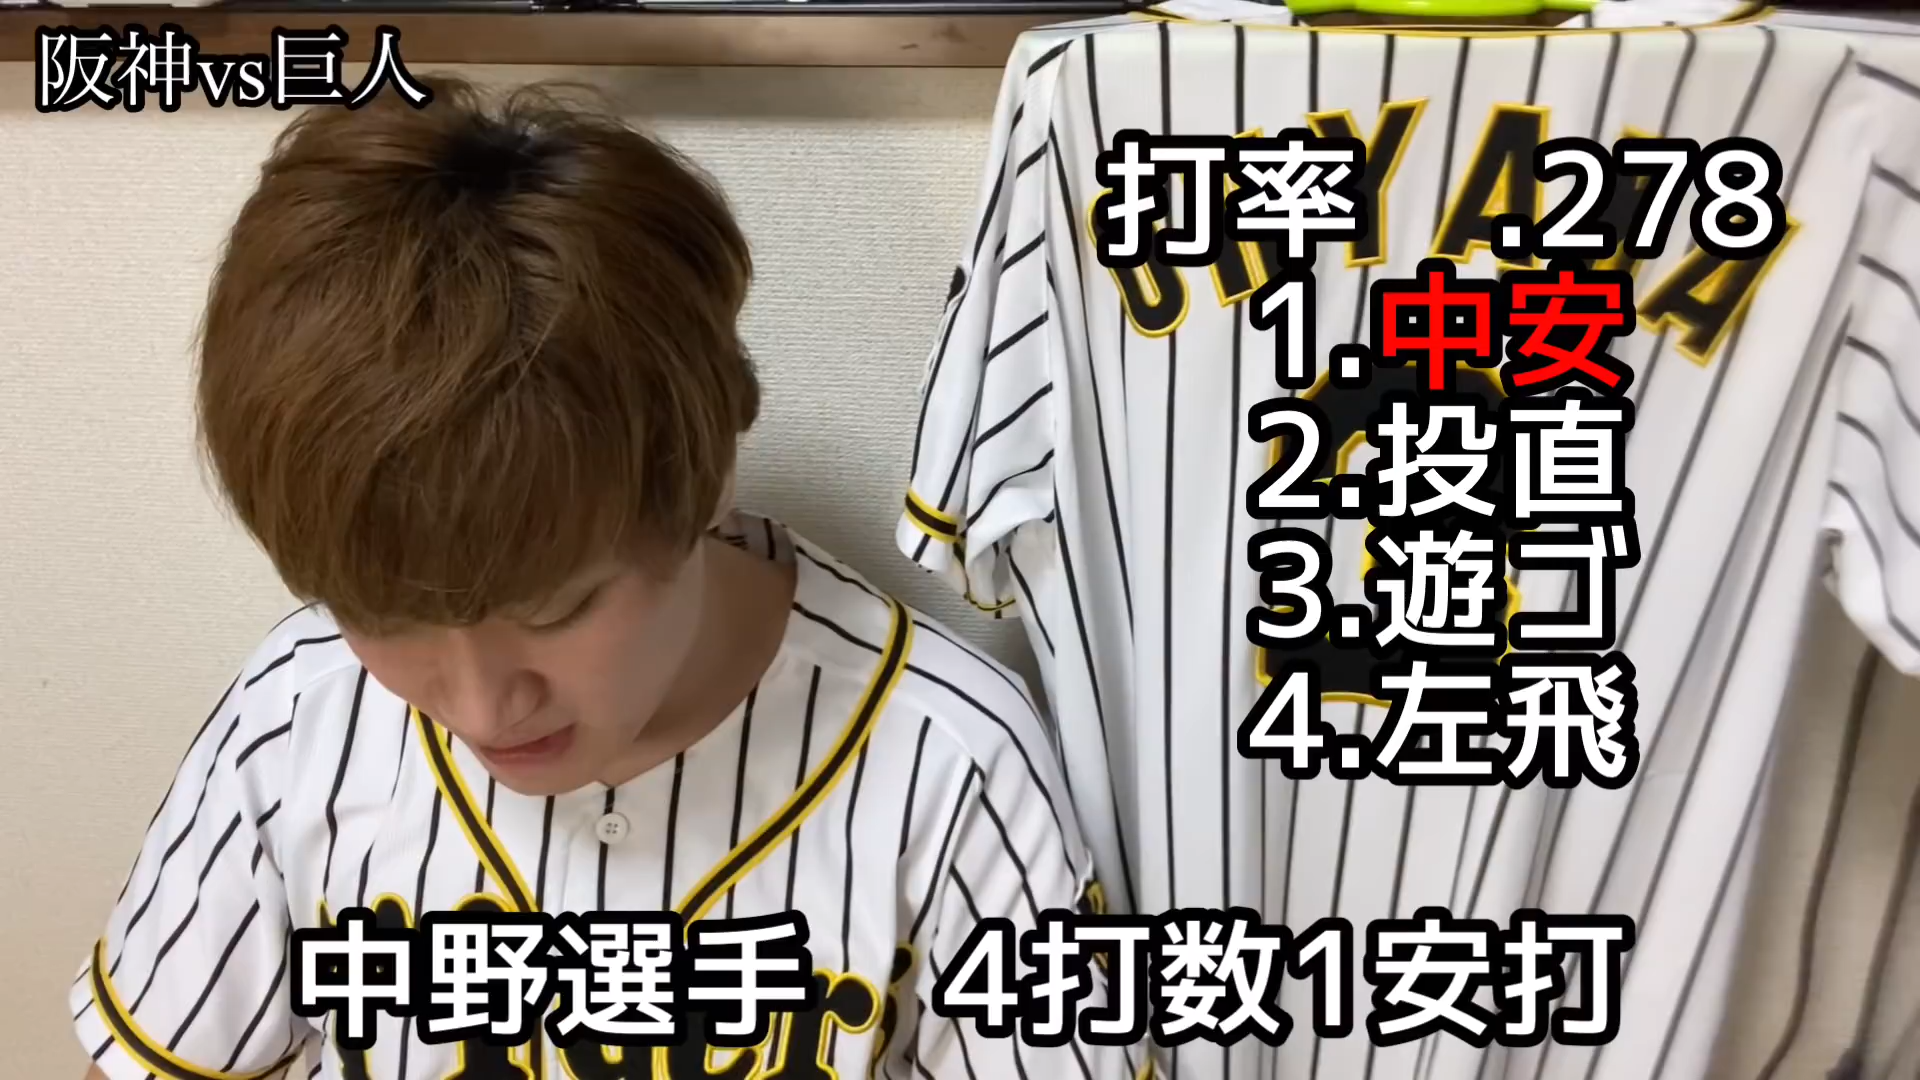 阪神vs巨人
打率 .278
1.中安
2.投直
3.遊ゴ
4.左飛
中野選手 4打数1安打